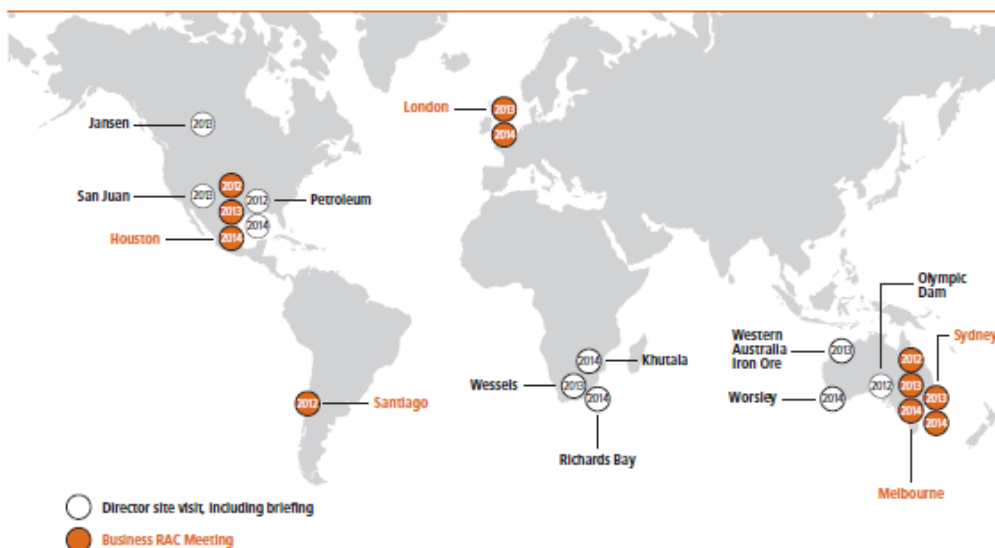 London
2013
2014
Jansen
2013
San Juan
2013
2012
2013
2014
Houston
2012
2014
Petroleum
Olympic
Dam
Western
Australia
Iron Ore
2013
Sydney
2012
2013
2014
2013
2014
2012
Worsley
2014
Melbourne
2014
Khutala
Wessels
2013
2014
Richards Bay
2012
Santiago
Director site visit, including briefing
Business RAC Meeting